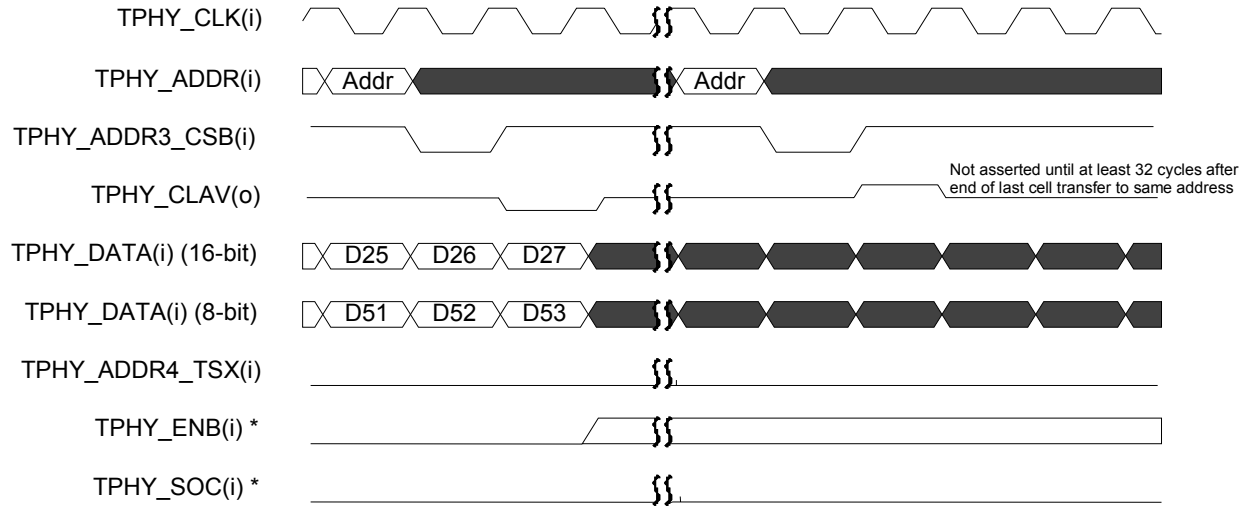 TPHY_CLK(i)
TPHY_ADDR(i) Addr Addr
TPHY_ADDR3_CSB(i)
Not asserted until at least 32 cycles after
end of last cell transfer to same address
TPHY_CLAV(o)
TPHY_DATA(i) (16-bit) D25 D26 D27
TPHY_DATA(i) (8-bit) D51 D52 D53
TPHY_ADDR4_TSX(i)
TPHY_ENB(i) *
TPHY_SOC(i) *